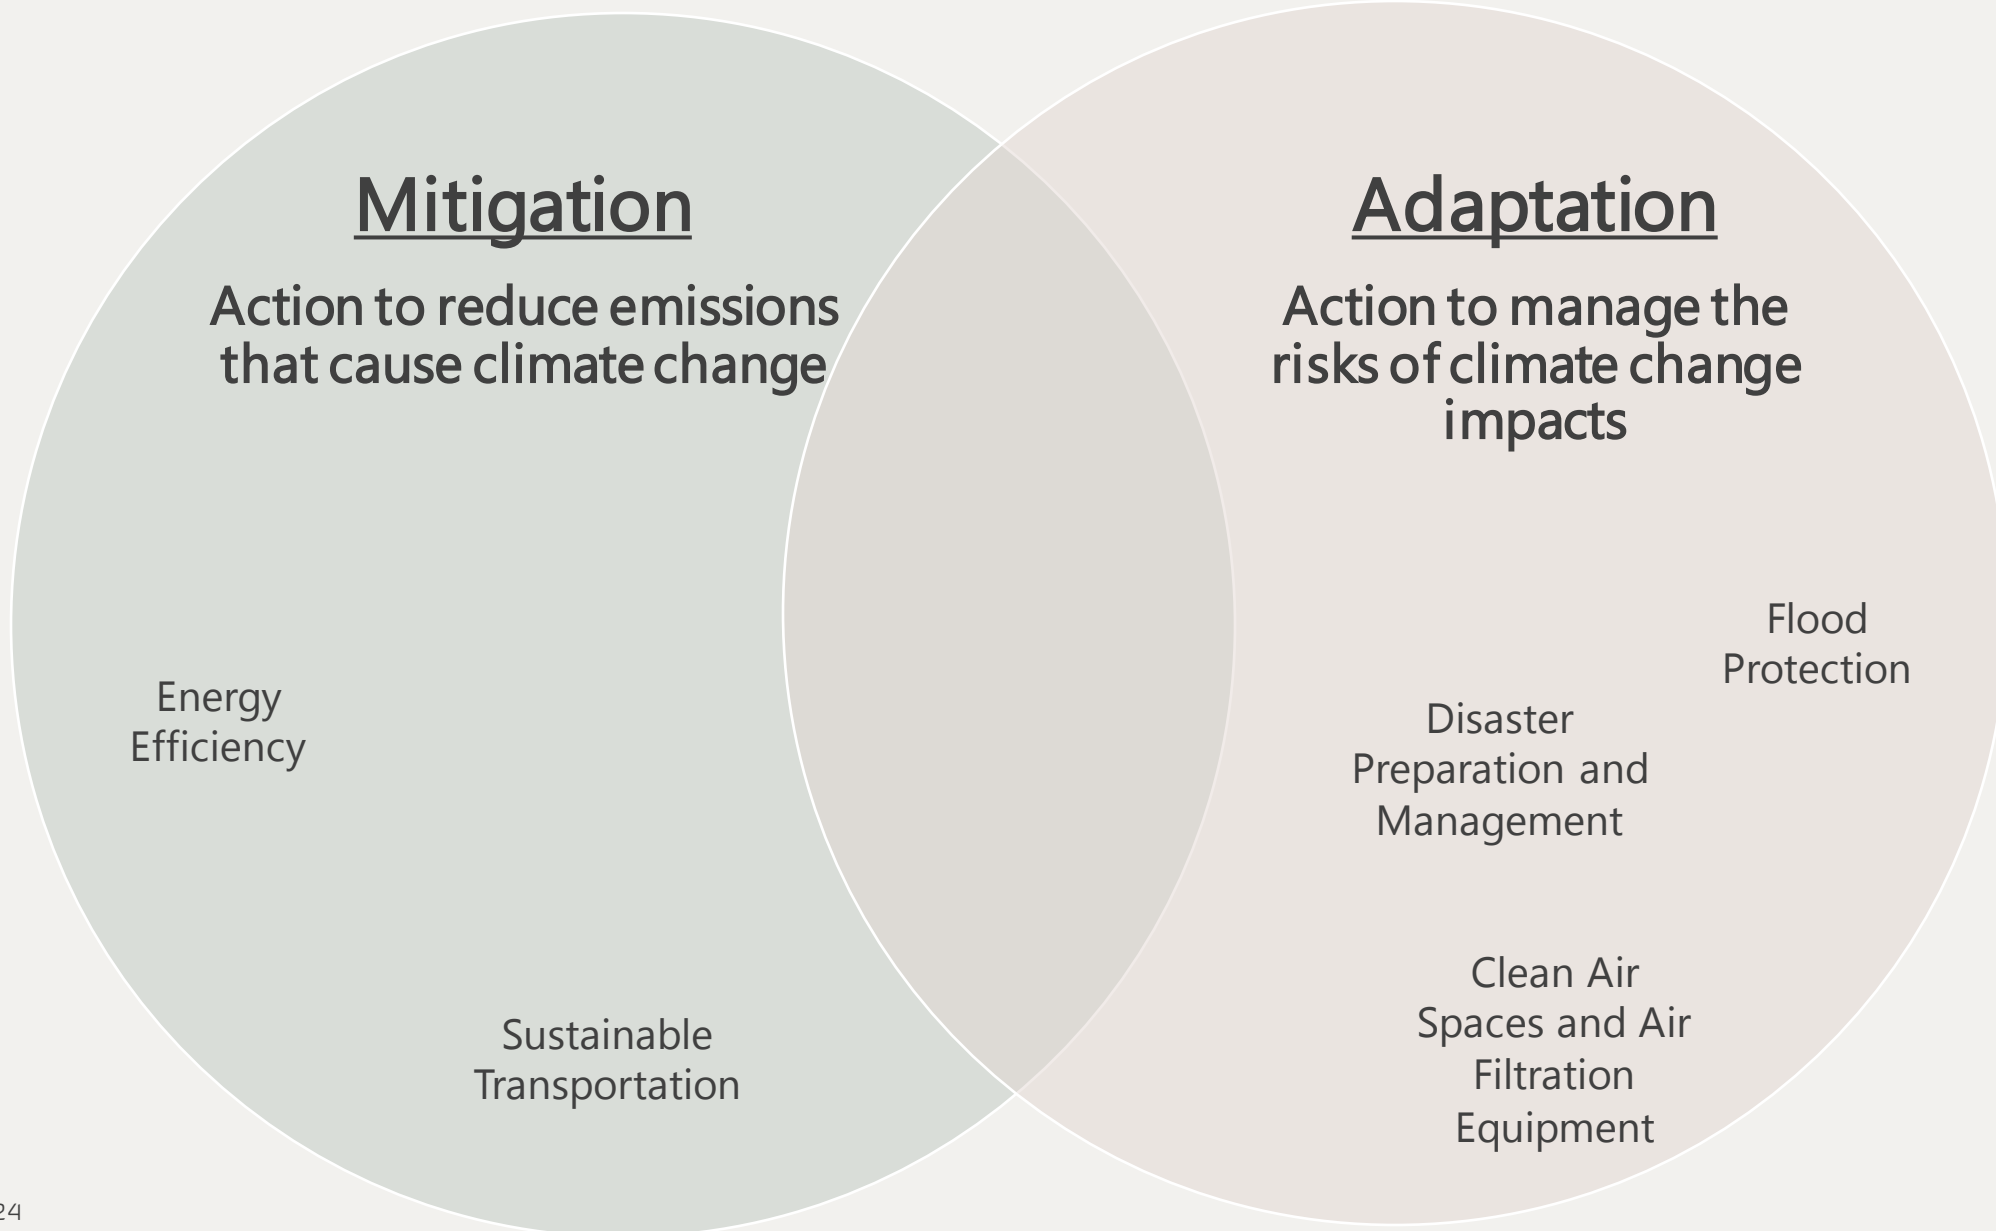 Mitigation
Action to reduce emissions
that cause climate change
Energy
Efficiency
Sustainable
Transportation
Adaptation
Action to manage the
risks of climate change
impacts
Flood
Protection
Disaster
Preparation and
Management
Clean Air
Spaces and Air
Filtration
Equipment
24